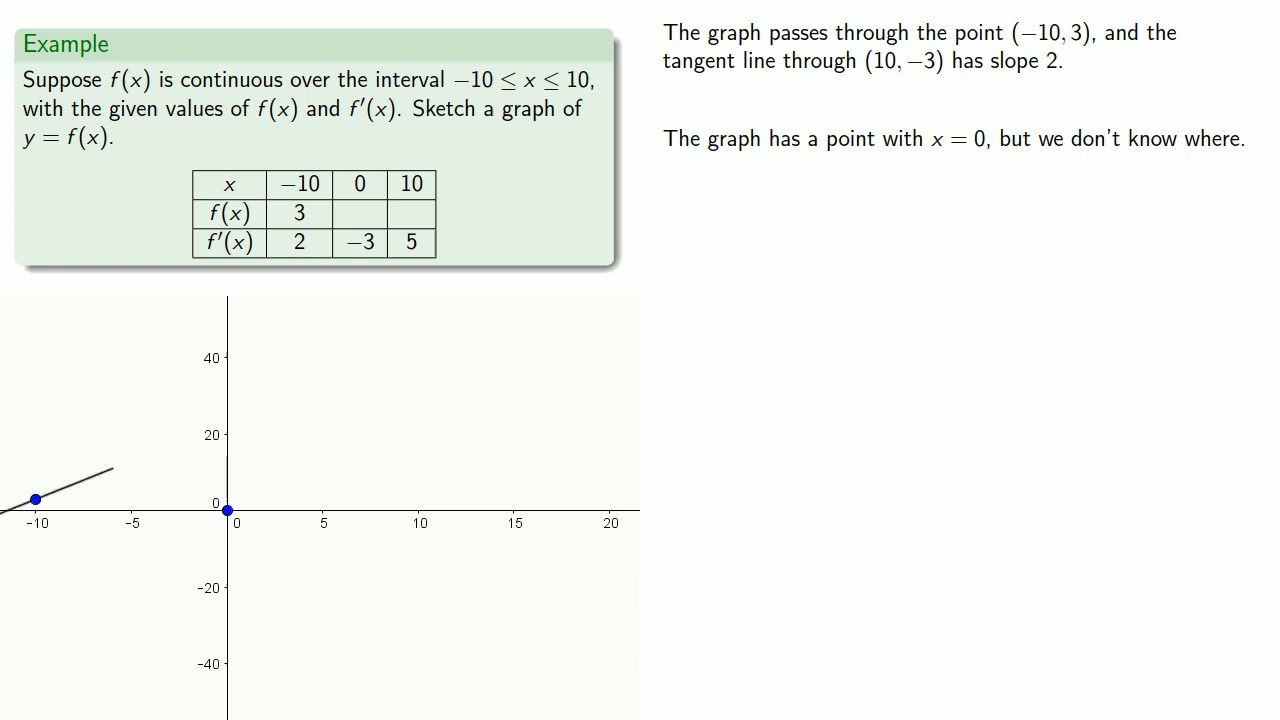 Example
Suppose f(x) is continuous over the interval −10 ≤ x ≤ 10,
with the given values of f(x) and f′(x). Sketch a graph of
y = f(x).
x −10 0 10
f(x) 3
f′(x) 2 −3 5
The graph passes through the point (−10, 3), and the
tangent line through (10, −3) has slope 2.
The graph has a point with x = 0, but we don't know where.
40
20
0
-10 -5 0 5 10 15 20
-20
-40